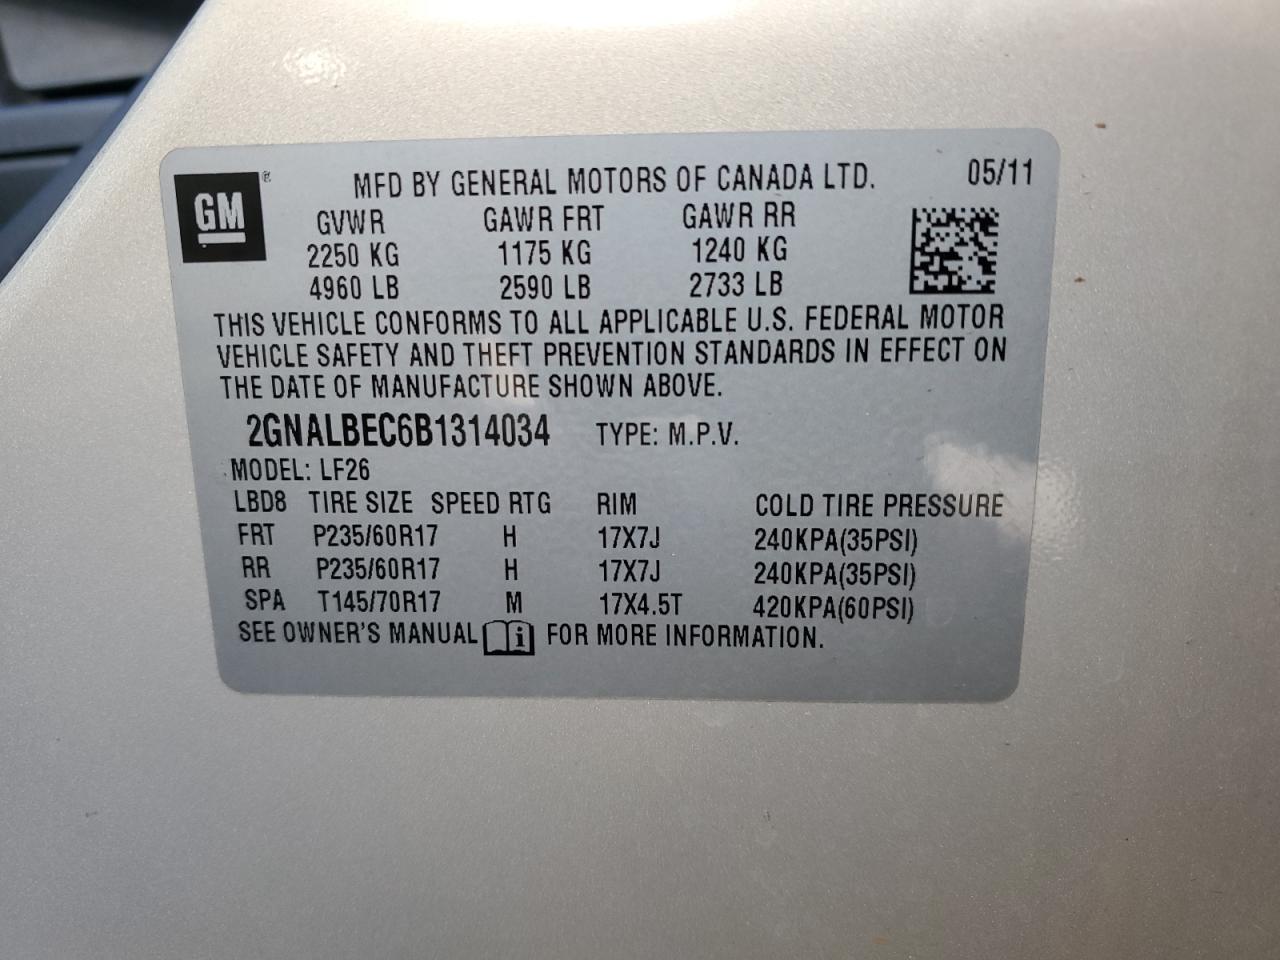 GM®
MFD BY GENERAL MOTORS OF CANADA LTD. 05/11
GVWR GAWR FRT GAWR RR
2250 KG 1175 KG 1240 KG
4960 LB 2590 LB 2733 LB
THIS VEHICLE CONFORMS TO ALL APPLICABLE U.S. FEDERAL MOTOR
VEHICLE SAFETY AND THEFT PREVENTION STANDARDS IN EFFECT ON
THE DATE OF MANUFACTURE SHOWN ABOVE.
2GNALBEC6B1314034 TYPE: M.P.V.
MODEL: LF26
LBD8 TIRE SIZE SPEED RTG RIM COLD TIRE PRESSURE
FRT P235/60R17 H 17X7J 240KPA(35PSI)
RR P235/60R17 H 17X7J 240KPA(35PSI)
SPA T145/70R17 M 17X4.5T 420KPA(60PSI)
SEE OWNER'S MANUAL i FOR MORE INFORMATION.